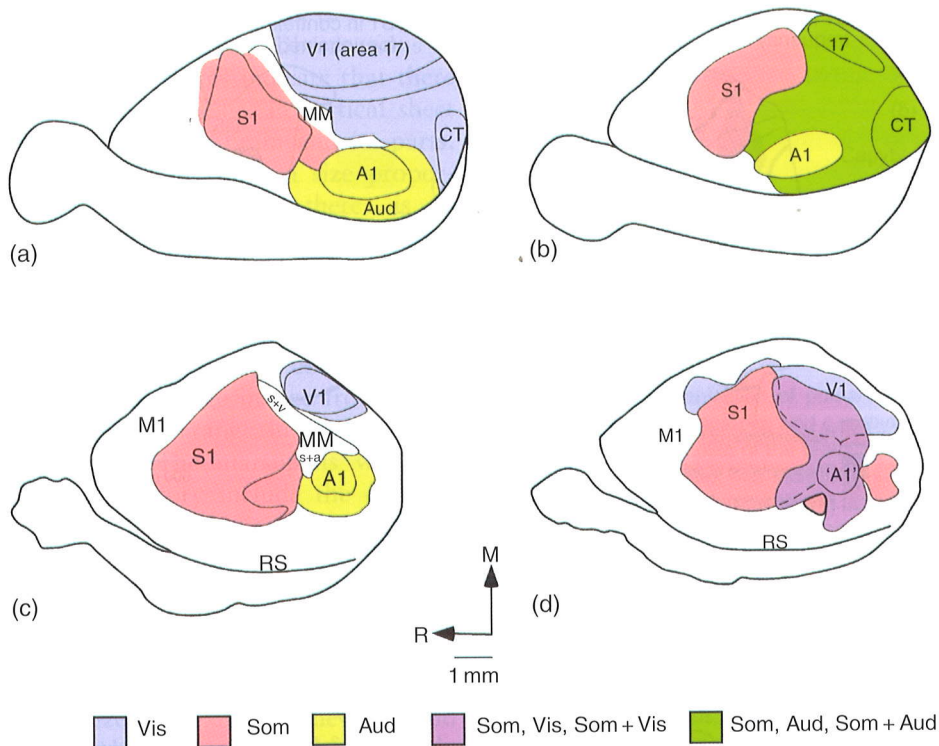 V1 (area 17)
S1
MM
CT
A1
Aud
(a)
17
S1
CT
A1
(b)
V1
s+v
M1
MM
S1
s+a
A1
RS
(c)
V1
S1
M1
'A1'
RS
(d)
M
R
1 mm
Vis
Som
Aud
Som, Vis, Som + Vis
Som, Aud, Som + Aud